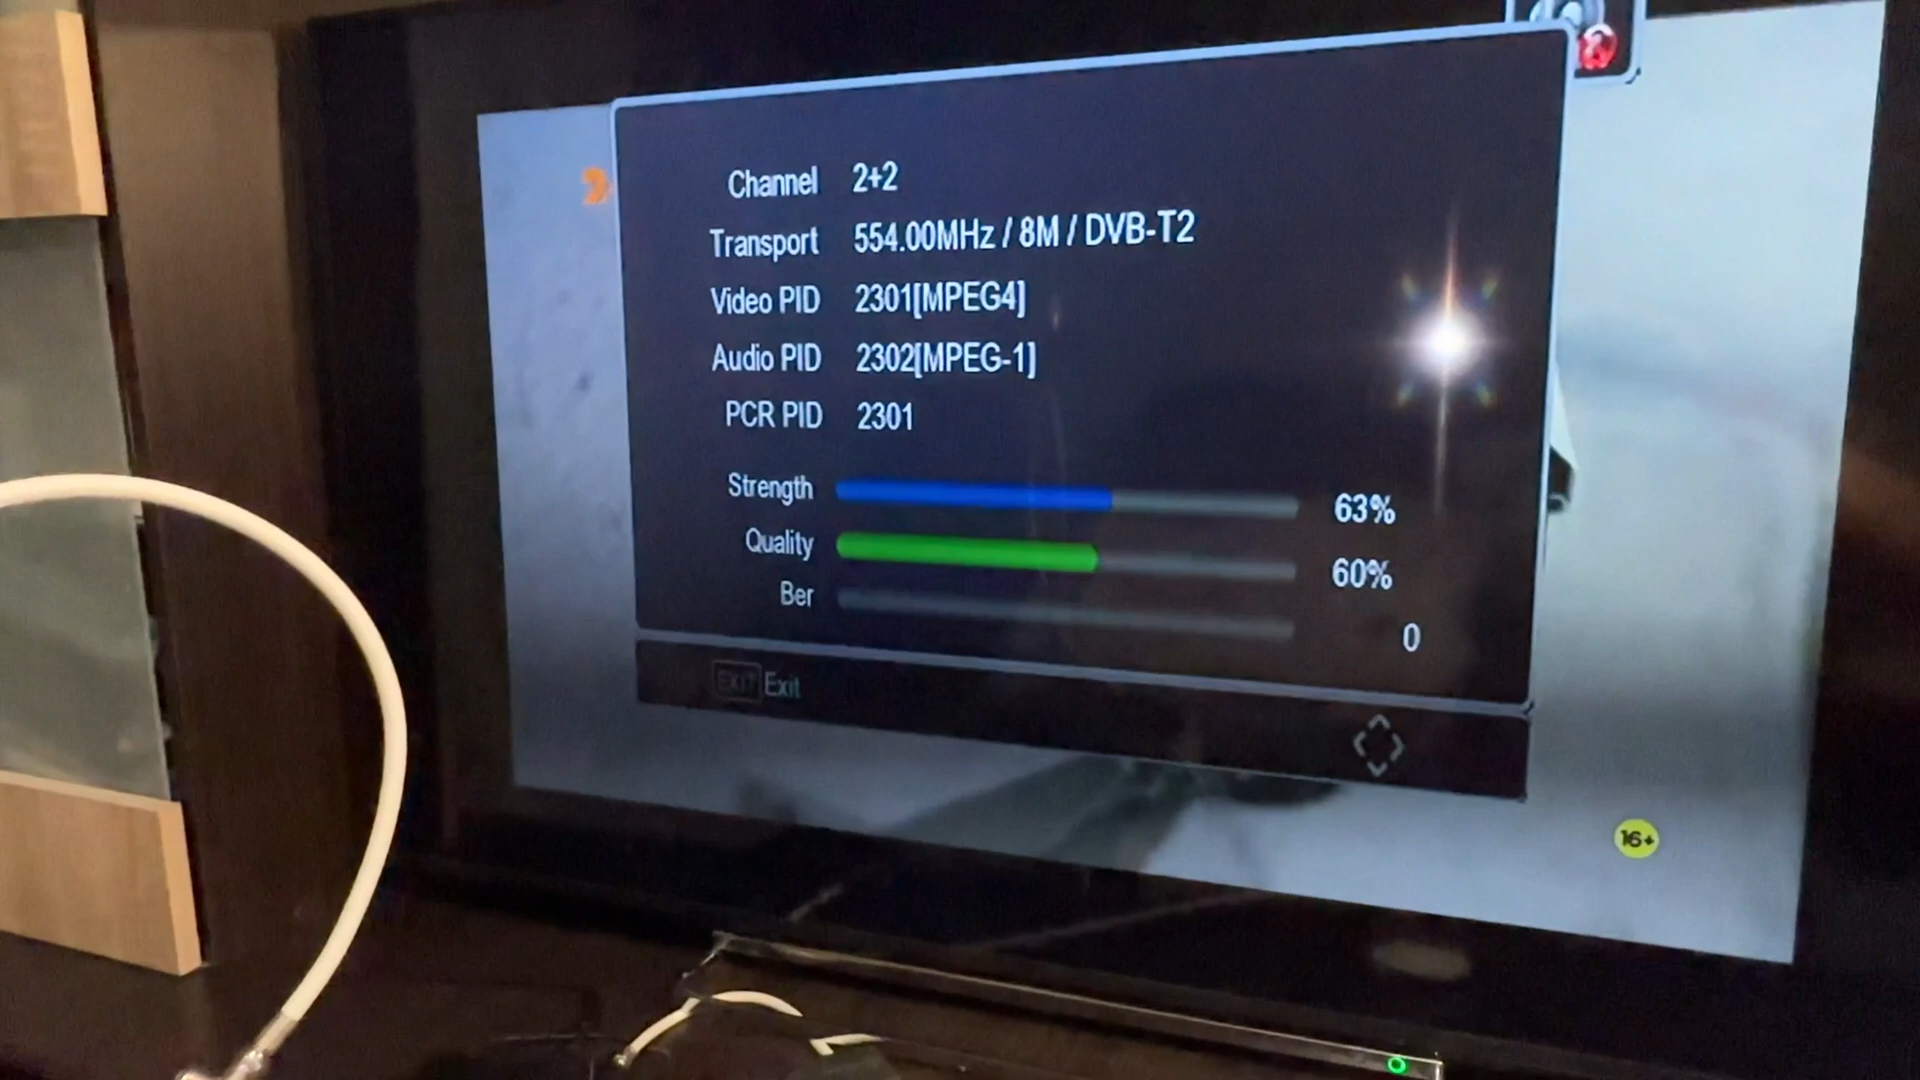 Channel 2+2
Transport 554.00MHz / 8M / DVB-T2
Video PID 2301[MPEG4]
Audio PID 2302[MPEG-1]
PCR PID 2301
Strength 63%
Quality 60%
Ber 0
EXIT Exit
16+